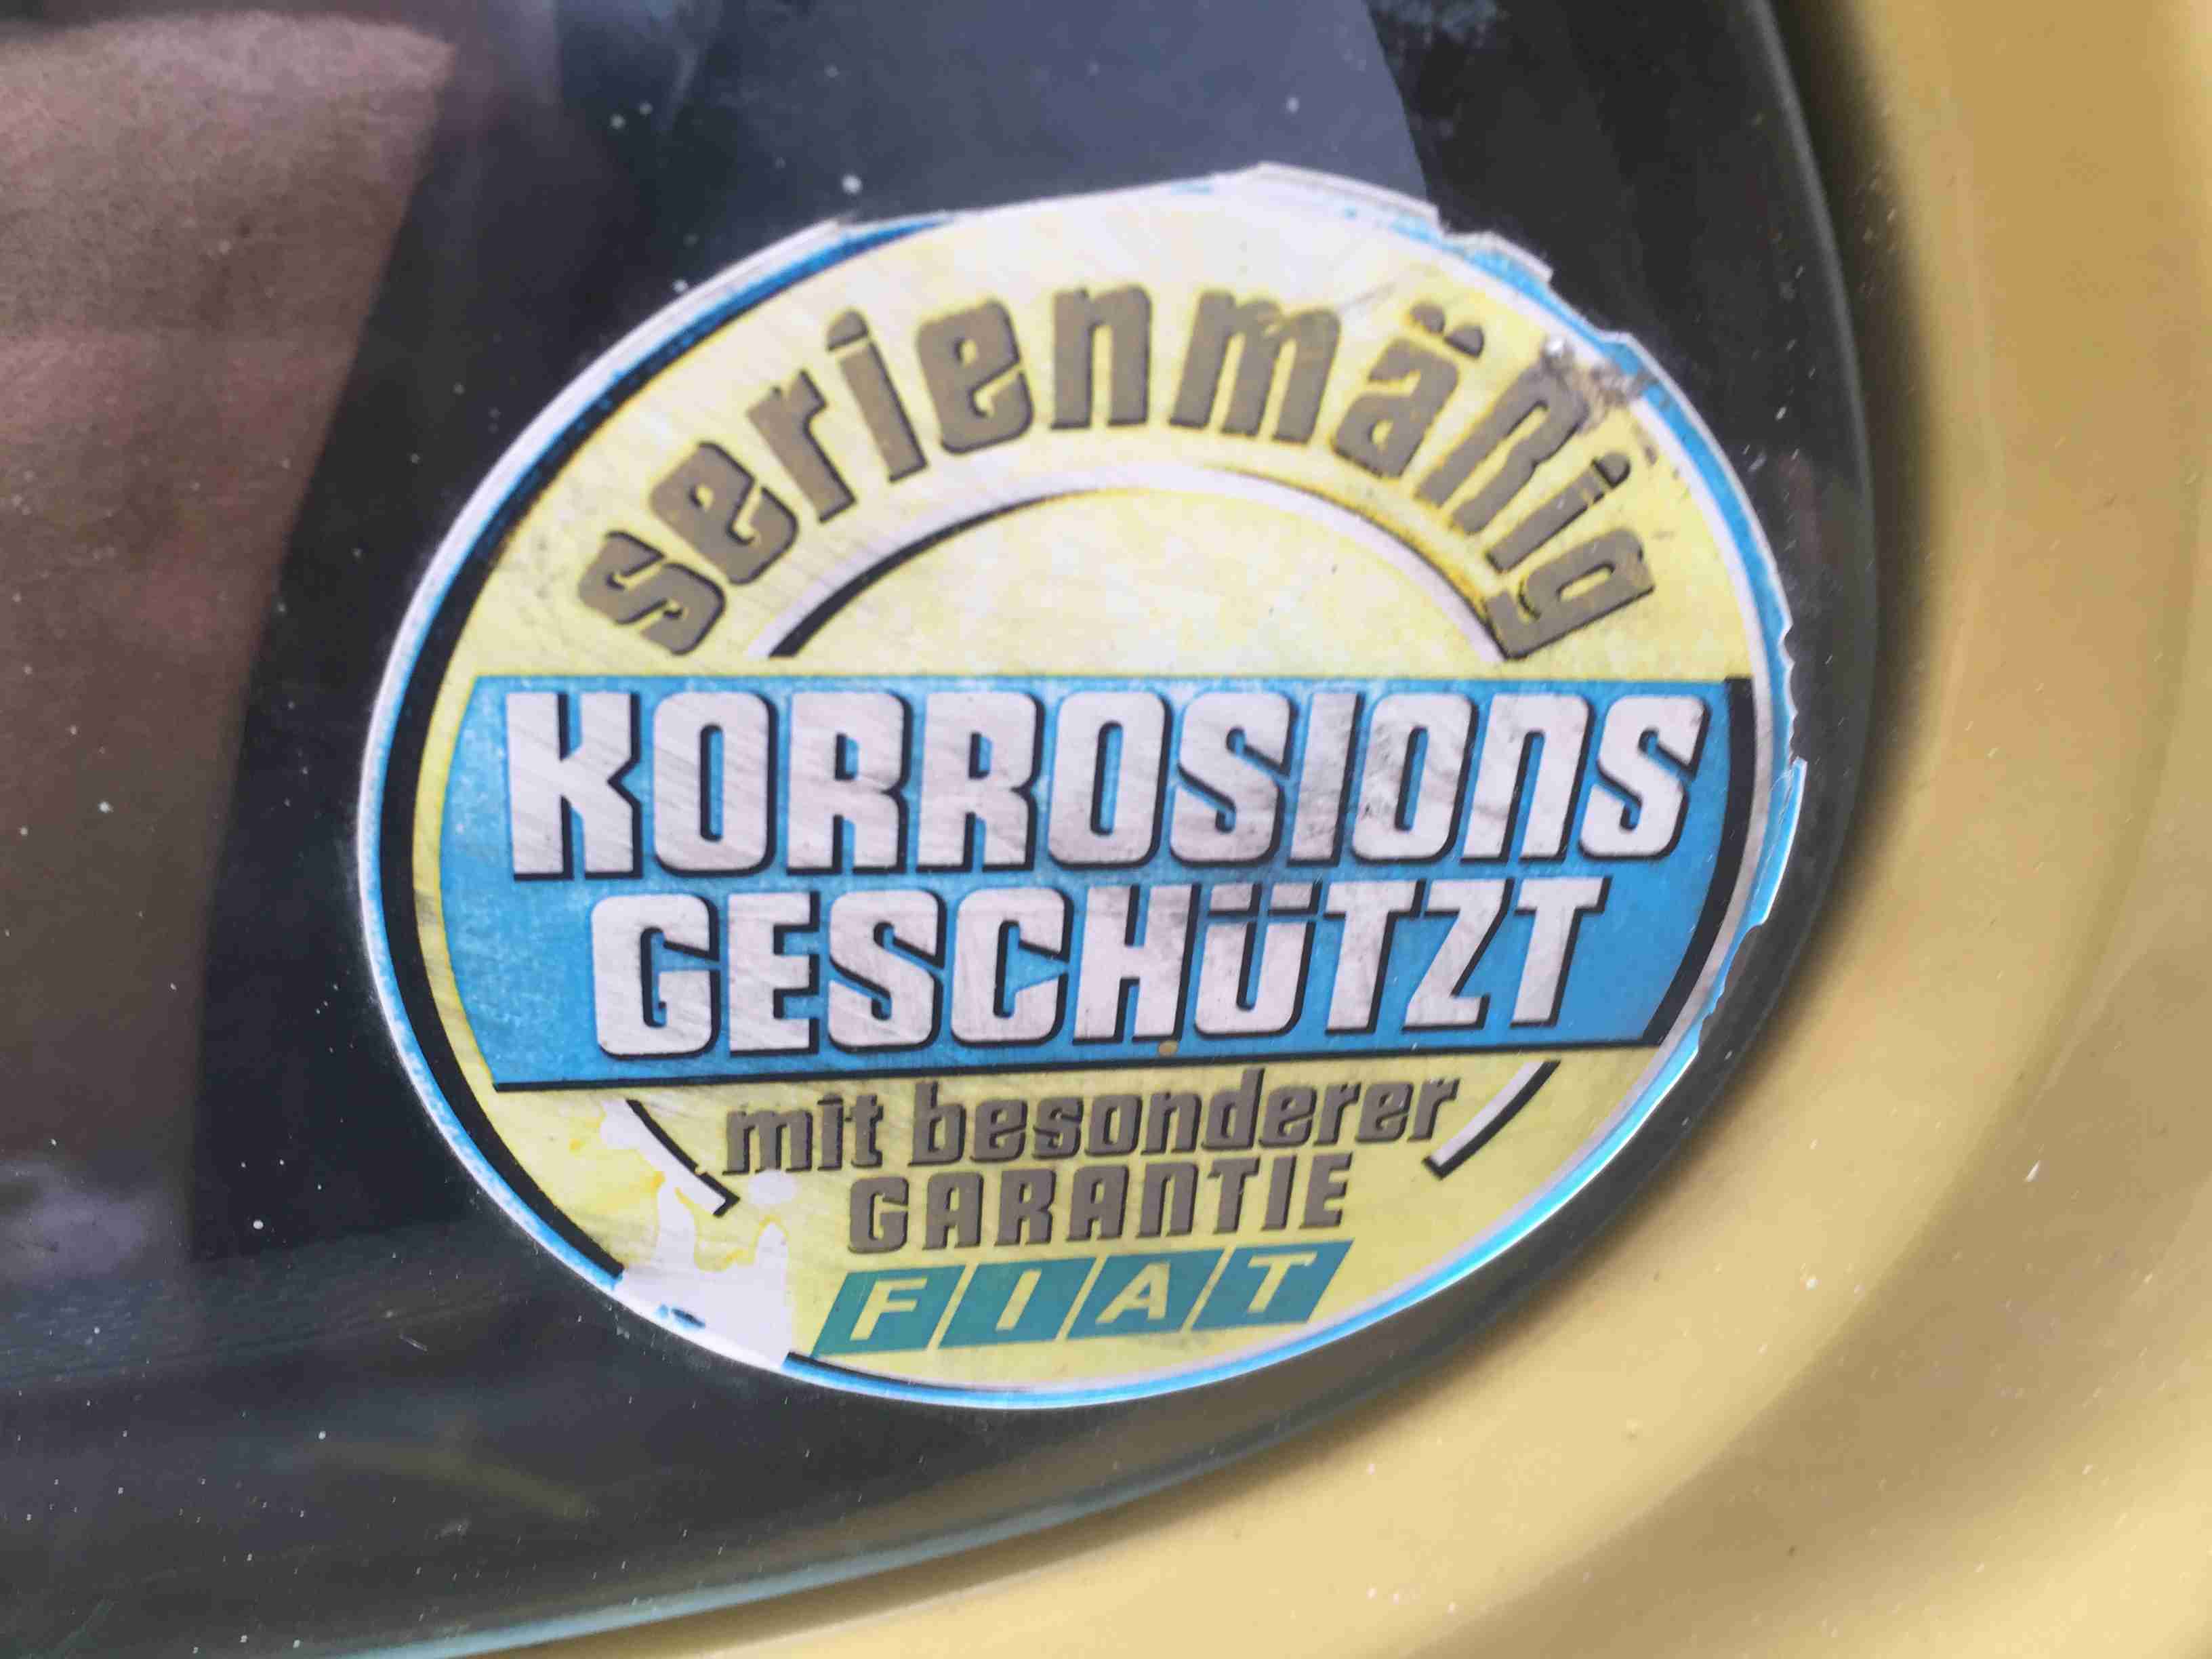 serienmäßig
KORROSIONS
GESCHÜTZT
mit besonderer
GARANTIE
FIAT